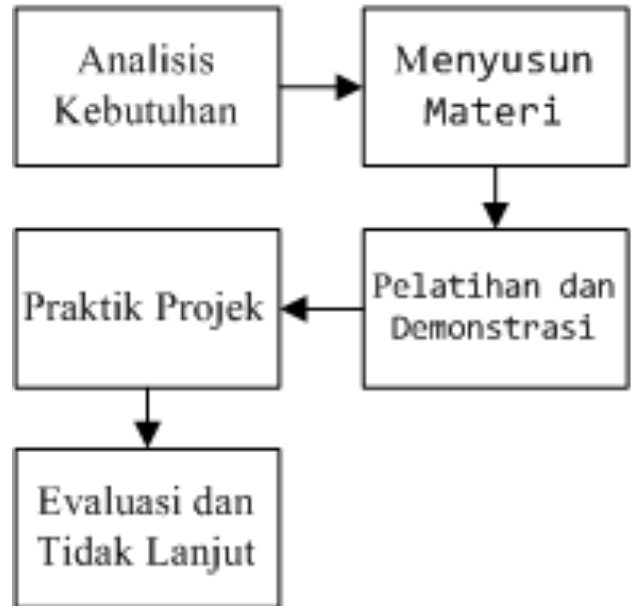 Analisis
Kebutuhan
Menyusun
Materi
Pelatihan dan
Demonstrasi
Praktik Projek
Evaluasi dan
Tidak Lanjut